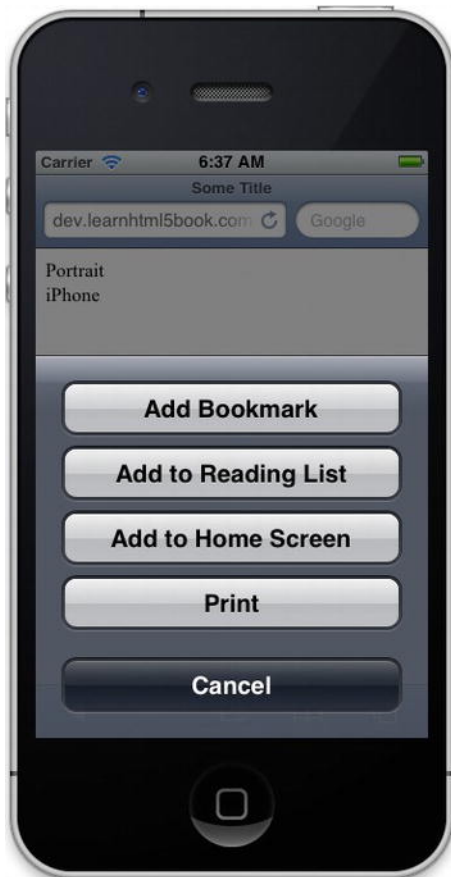 Carrier 6:37 AM
Some Title
dev.learnhtml5book.com Google
Portrait
iPhone
Add Bookmark
Add to Reading List
Add to Home Screen
Print
Cancel